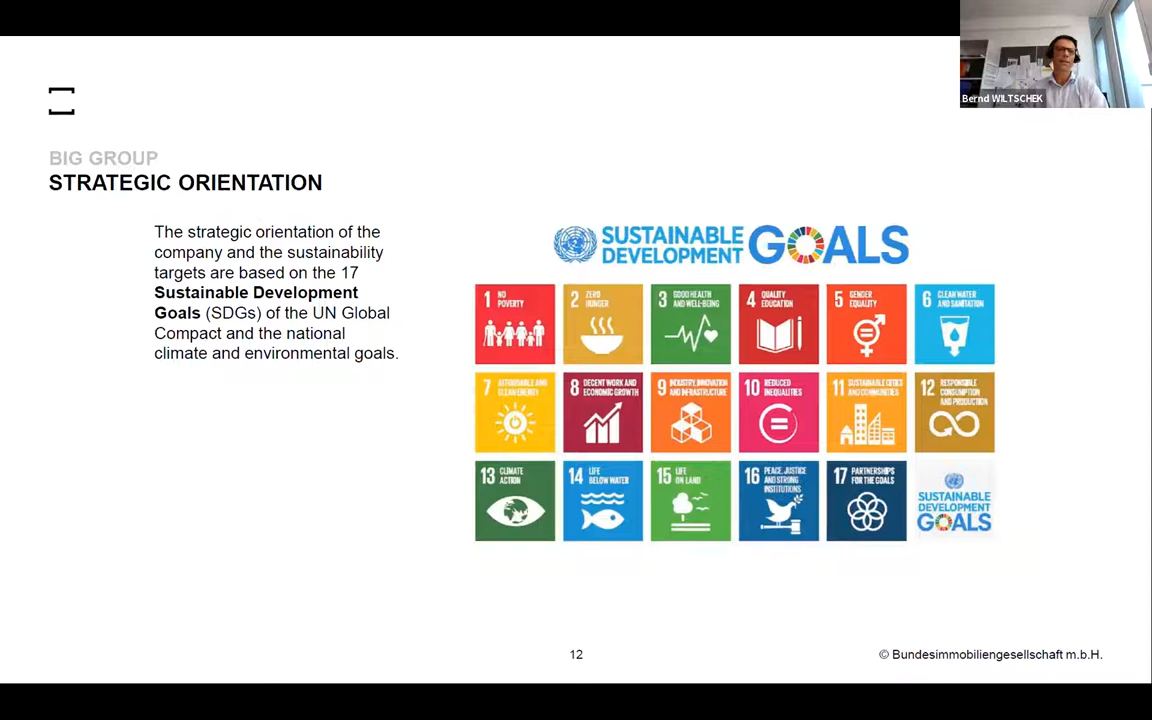 Bernd WILTSCHEK
BIG GROUP
STRATEGIC ORIENTATION
The strategic orientation of the
company and the sustainability
targets are based on the 17
Sustainable Development
Goals (SDGs) of the UN Global
Compact and the national
climate and environmental goals.
SUSTAINABLE
DEVELOPMENT
GOALS
1 NO
POVERTY
2 ZERO
HUNGER
3 GOOD HEALTH
AND WELL-BEING
4 QUALITY
EDUCATION
5 GENDER
EQUALITY
6 CLEAN WATER
AND SANITATION
7 AFFORDABLE AND
CLEAN ENERGY
8 DECENT WORK AND
ECONOMIC GROWTH
9 INDUSTRY, INNOVATION
AND INFRASTRUCTURE
10 REDUCED
INEQUALITIES
11 SUSTAINABLE CITIES
AND COMMUNITIES
12 RESPONSIBLE
CONSUMPTION
AND PRODUCTION
13 CLIMATE
ACTION
14 LIFE
BELOW WATER
15 LIFE
ON LAND
16 PEACE, JUSTICE
AND STRONG
INSTITUTIONS
17 PARTNERSHIPS
FOR THE GOALS
SUSTAINABLE
DEVELOPMENT
GOALS
12
© Bundesimmobiliengesellschaft m.b.H.